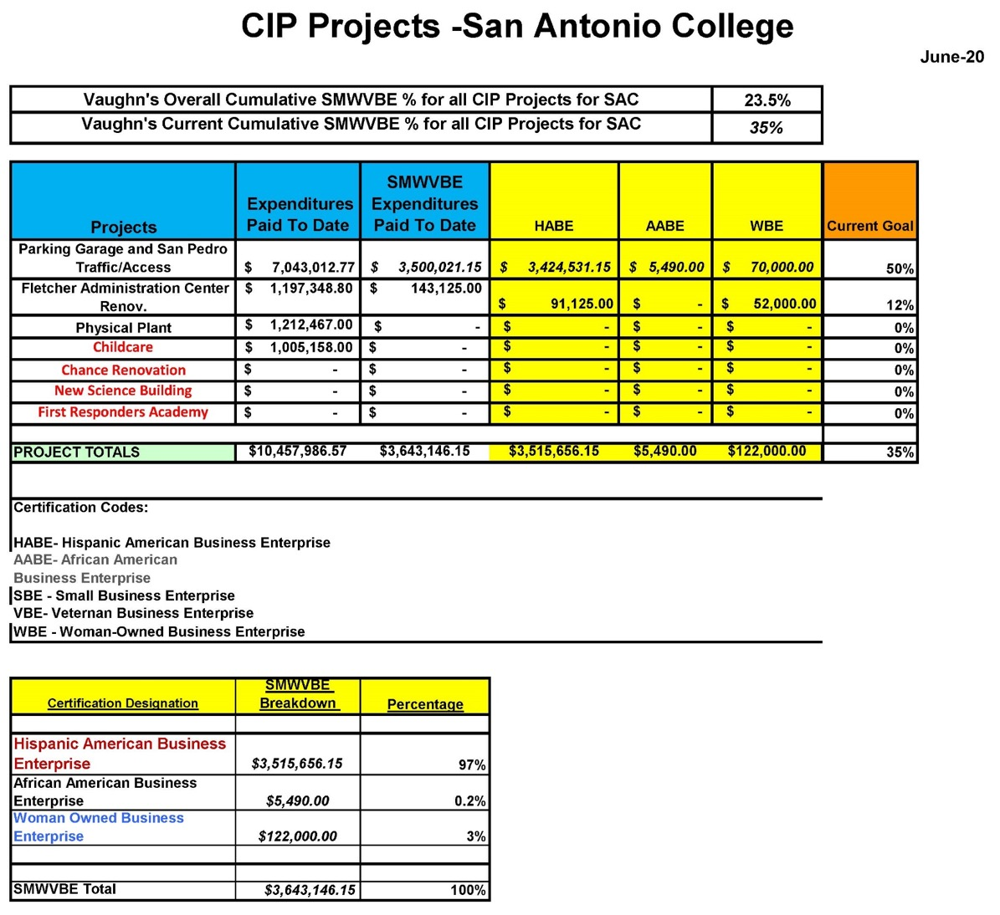 CIP Projects -San Antonio College
June-20
Vaughn's Overall Cumulative SMWVBE % for all CIP Projects for SAC 23.5%
Vaughn's Current Cumulative SMWVBE % for all CIP Projects for SAC 35%
Projects Expenditures Paid To Date SMWVBE Expenditures Paid To Date HABE AABE WBE Current Goal
Parking Garage and San Pedro Traffic/Access $ 7,043,012.77 $ 3,500,021.15 $ 3,424,531.15 $ 5,490.00 $ 70,000.00 50%
Fletcher Administration Center Renov. $ 1,197,348.80 $ 143,125.00 $ 91,125.00 $ - $ 52,000.00 12%
Physical Plant $ 1,212,467.00 $ - $ - $ - $ - 0%
Childcare $ 1,005,158.00 $ - $ - $ - $ - 0%
Chance Renovation $ - $ - $ - $ - $ - 0%
New Science Building $ - $ - $ - $ - $ - 0%
First Responders Academy $ - $ - $ - $ - $ - 0%
PROJECT TOTALS $10,457,986.57 $3,643,146.15 $3,515,656.15 $5,490.00 $122,000.00 35%
Certification Codes:
HABE- Hispanic American Business Enterprise
AABE- African American
Business Enterprise
SBE - Small Business Enterprise
VBE- Veternan Business Enterprise
WBE - Woman-Owned Business Enterprise
Certification Designation SMWVBE Breakdown Percentage
Hispanic American Business Enterprise $3,515,656.15 97%
African American Business Enterprise $5,490.00 0.2%
Woman Owned Business Enterprise $122,000.00 3%
SMWVBE Total $3,643,146.15 100%